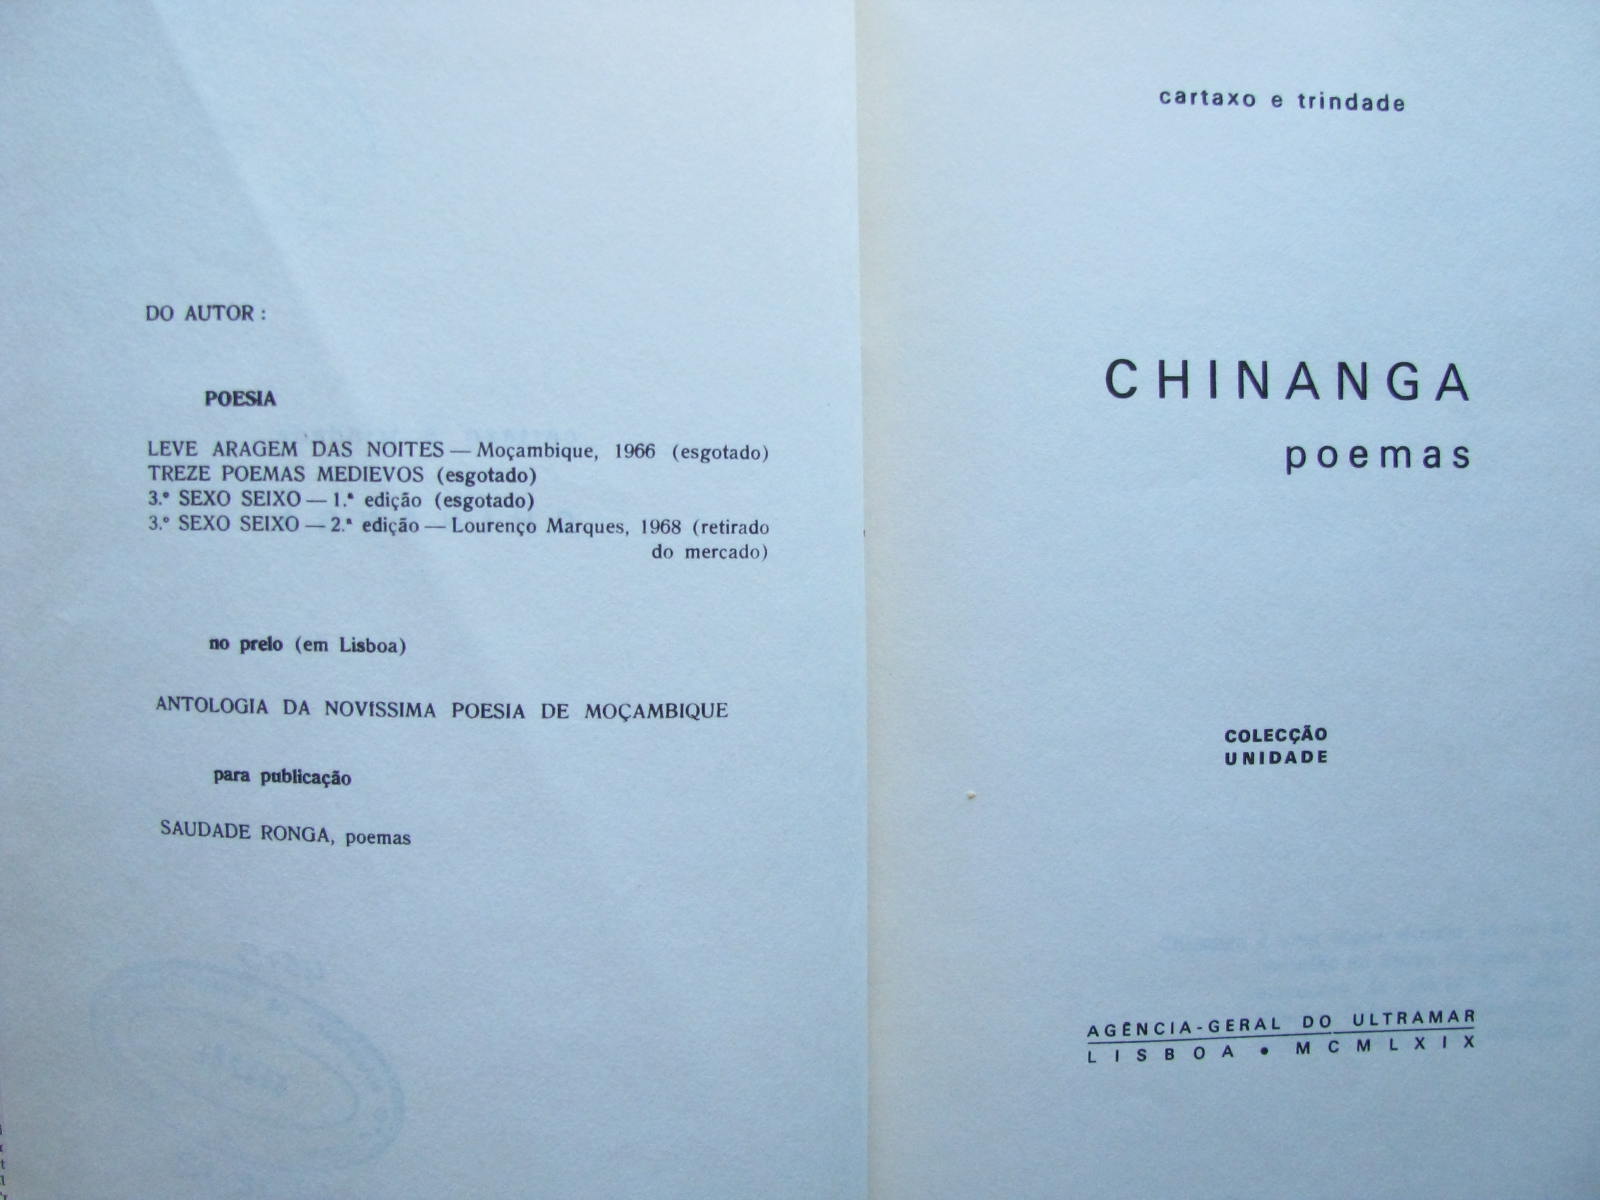 DO AUTOR :
POESIA
LEVE ARAGEM DAS NOITES — Moçambique, 1966 (esgotado)
TREZE POEMAS MEDIEVOS (esgotado)
3.º SEXO SEIXO — 1.ª edição (esgotado)
3.º SEXO SEIXO — 2.ª edição — Lourenço Marques, 1968 (retirado
do mercado)
no prelo (em Lisboa)
ANTOLOGIA DA NOVÍSSIMA POESIA DE MOÇAMBIQUE
para publicação
SAUDADE RONGA, poemas
cartaxo e trindade
CHINANGA
poemas
COLECÇÃO
UNIDADE
AGÊNCIA-GERAL DO ULTRAMAR
LISBOA • MCMLXIX